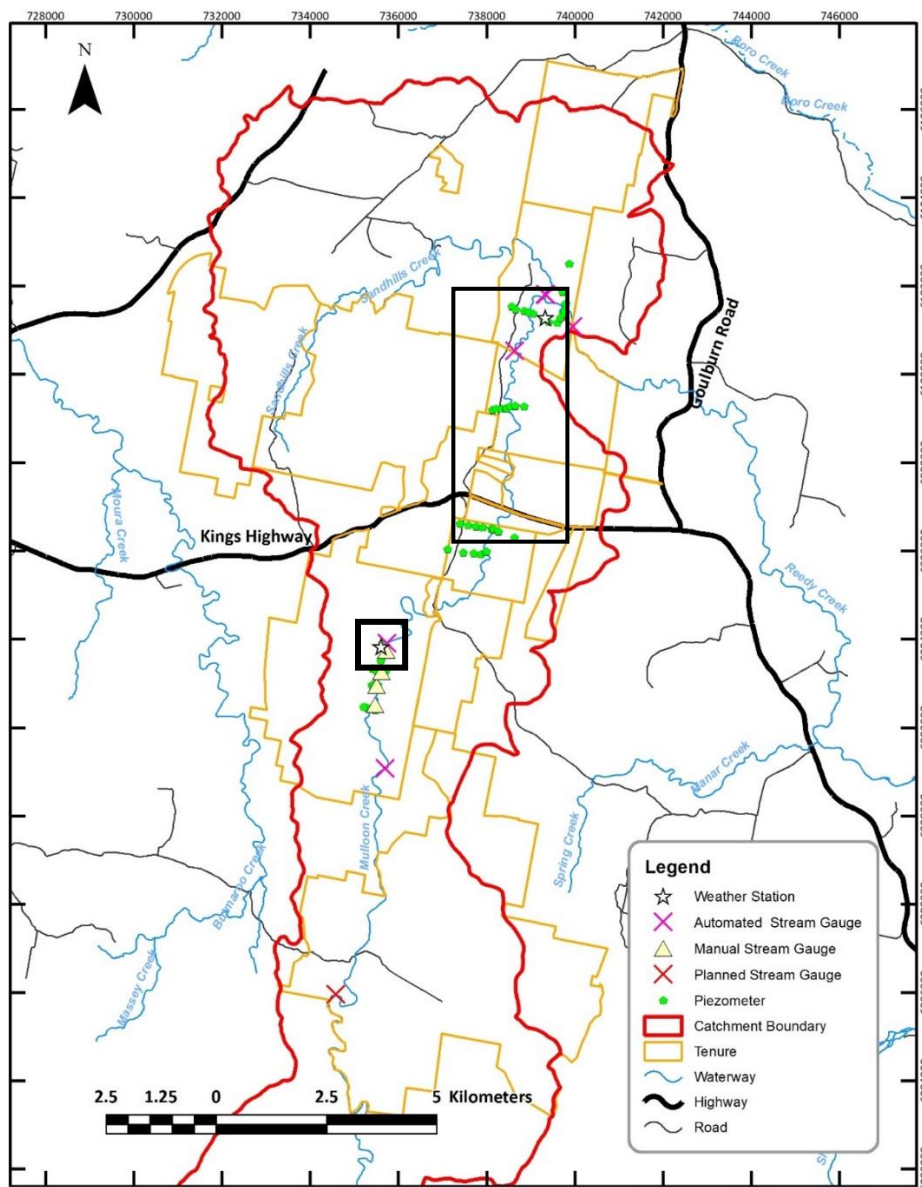 728000 730000 732000 734000 736000 738000 740000 742000 744000 746000
N
Boro Creek
Boro Creek
Sandhills Creek
Sandhills Creek
Goulburn Road
Moura Creek
Kings Highway
Reedy Creek
Manar Creek
Mulloon Creek
Spring Creek
Massey Creek
Legend
Weather Station
Automated Stream Gauge
Manual Stream Gauge
Planned Stream Gauge
Piezometer
Catchment Boundary
Tenure
Waterway
Highway
Road
2.5 1.25 0 2.5 5 Kilometers